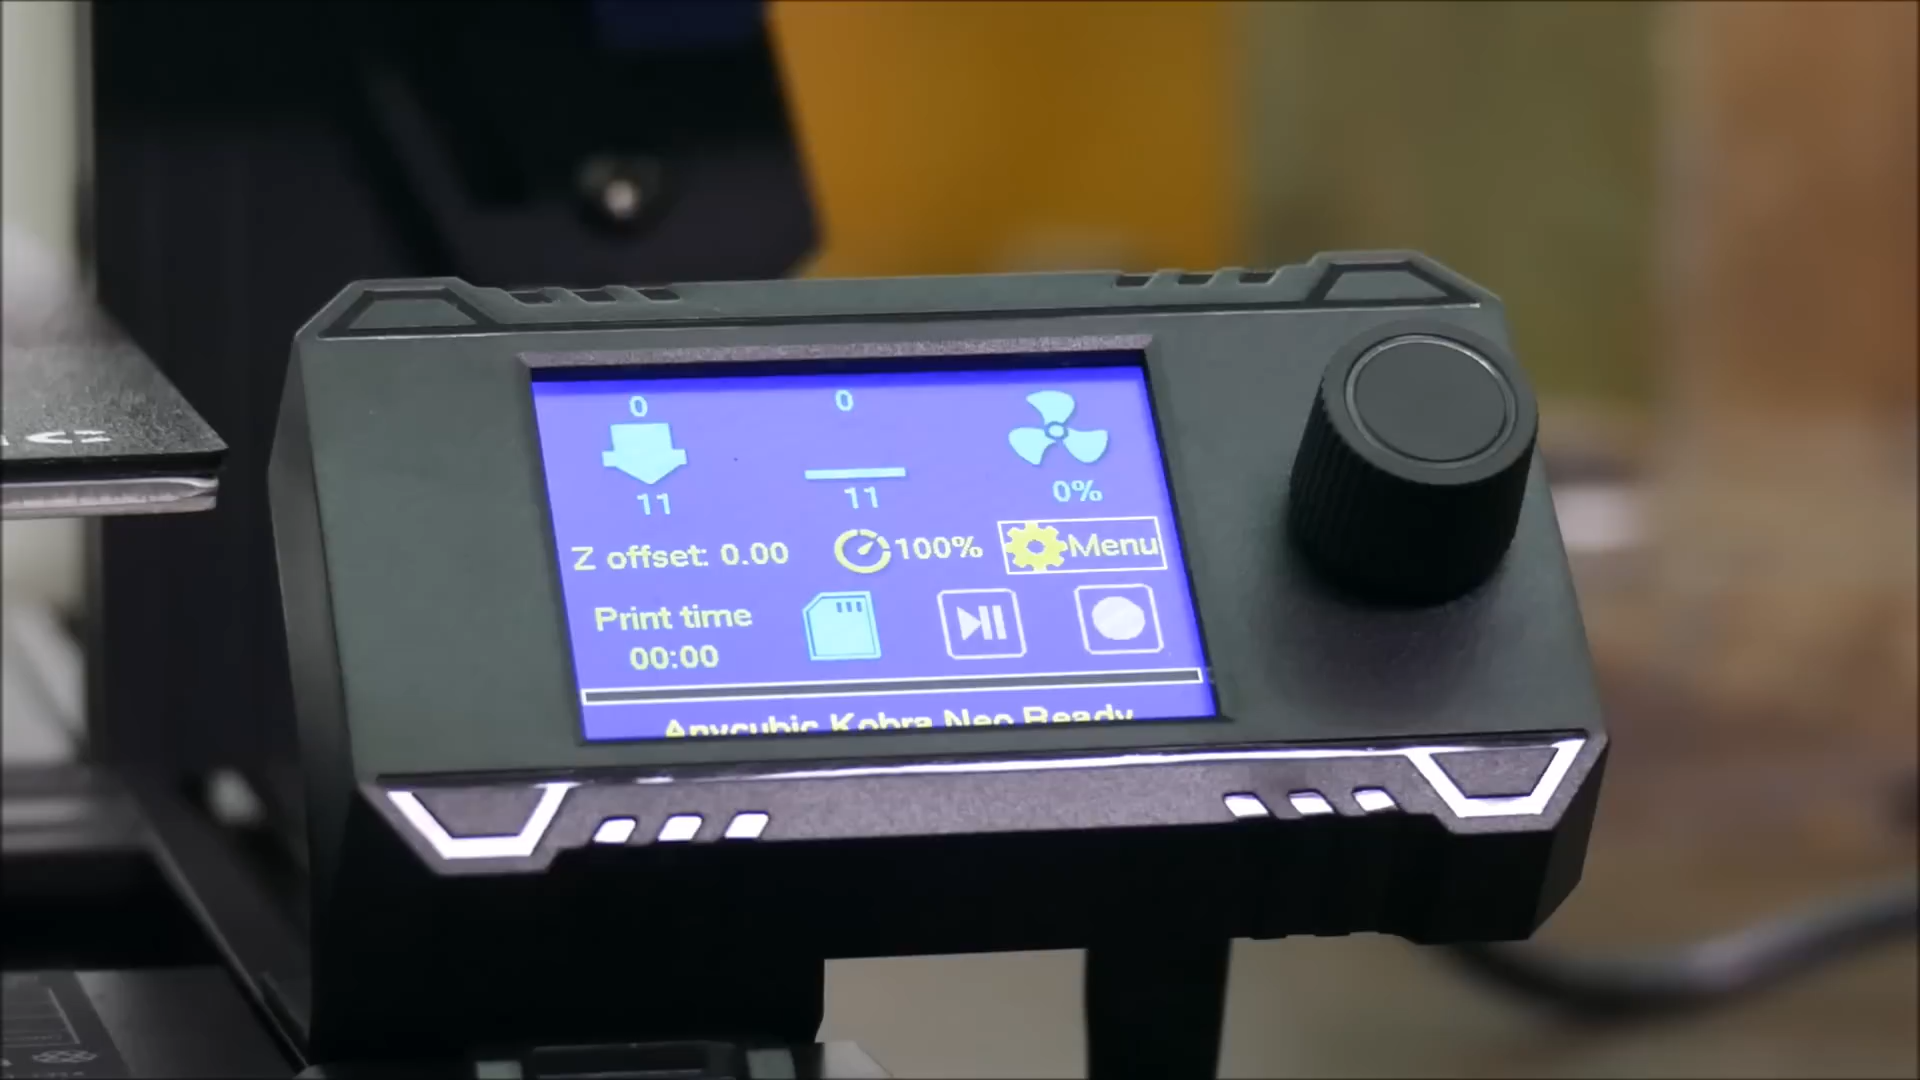 0 0
11 11 0%
Z offset: 0.00 100% Menu
Print time
00:00
Anycubic Kobra Neo Ready